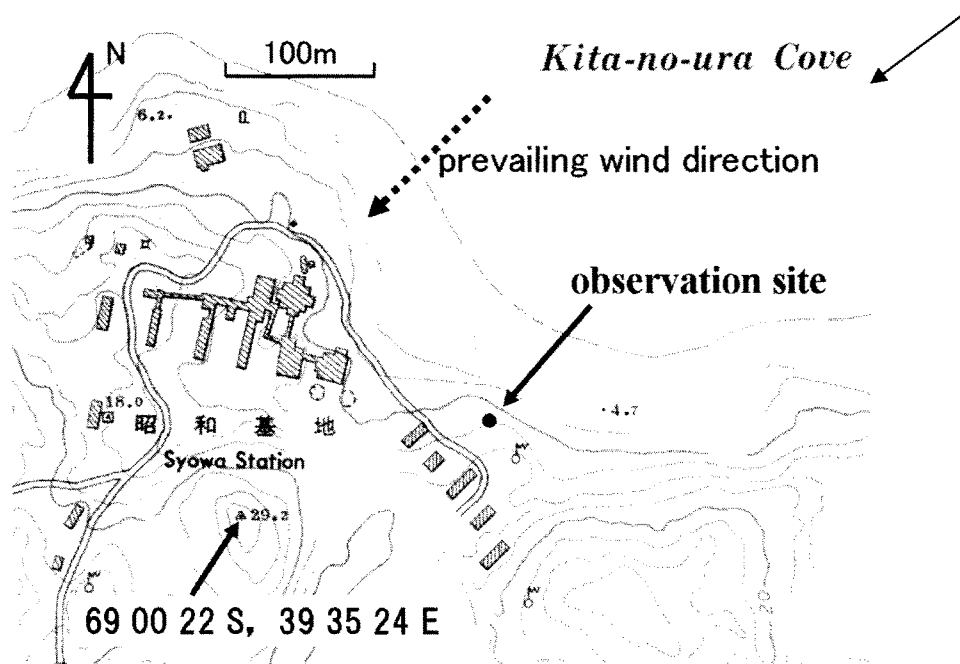 N
100m
Kita-no-ura Cove
6.2.
prevailing wind direction
observation site
4.7
18.0
昭和基地
Syowa Station
29.2
20
69 00 22 S, 39 35 24 E